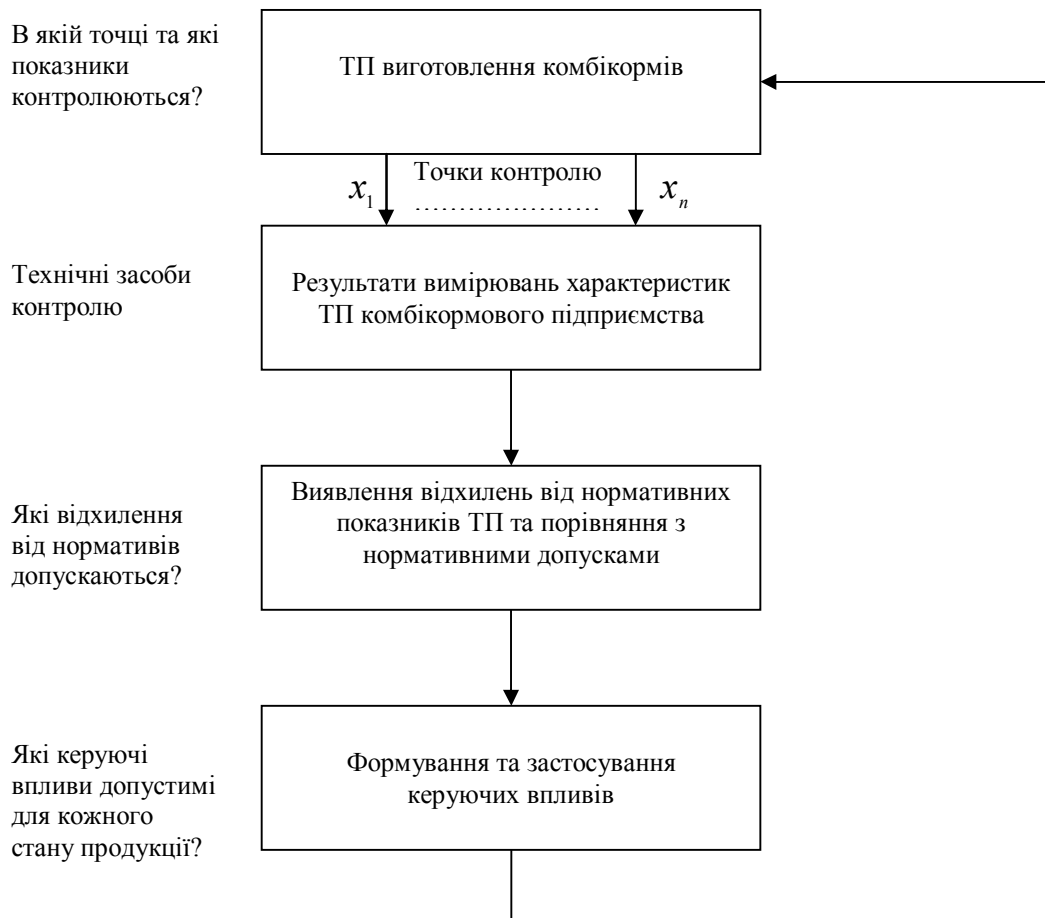 В якій точці та які
показники
контролюються?
ТП виготовлення комбікормів
Точки контролю
x₁
xₙ
Технічні засоби
контролю
Результати вимірювань характеристик
ТП комбікормового підприємства
Які відхилення
від нормативів
допускаються?
Виявлення відхилень від нормативних
показників ТП та порівняння з
нормативними допусками
Які керуючі
впливи допустимі
для кожного
стану продукції?
Формування та застосування
керуючих впливів